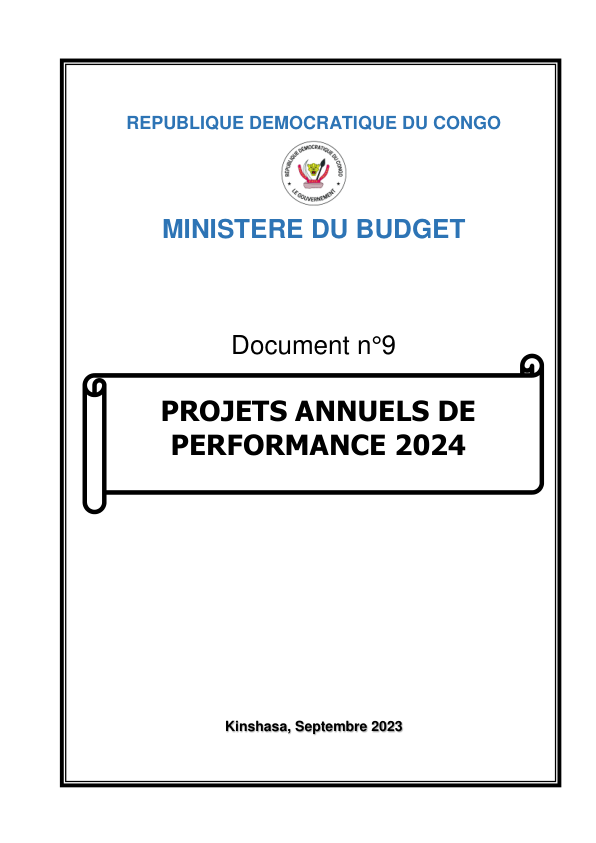 REPUBLIQUE DEMOCRATIQUE DU CONGO
REPUBLIQUE DÉMOCRATIQUE DU CONGO
LE GOUVERNEMENT
MINISTERE DU BUDGET
Document n°9
PROJETS ANNUELS DE
PERFORMANCE 2024
Kinshasa, Septembre 2023